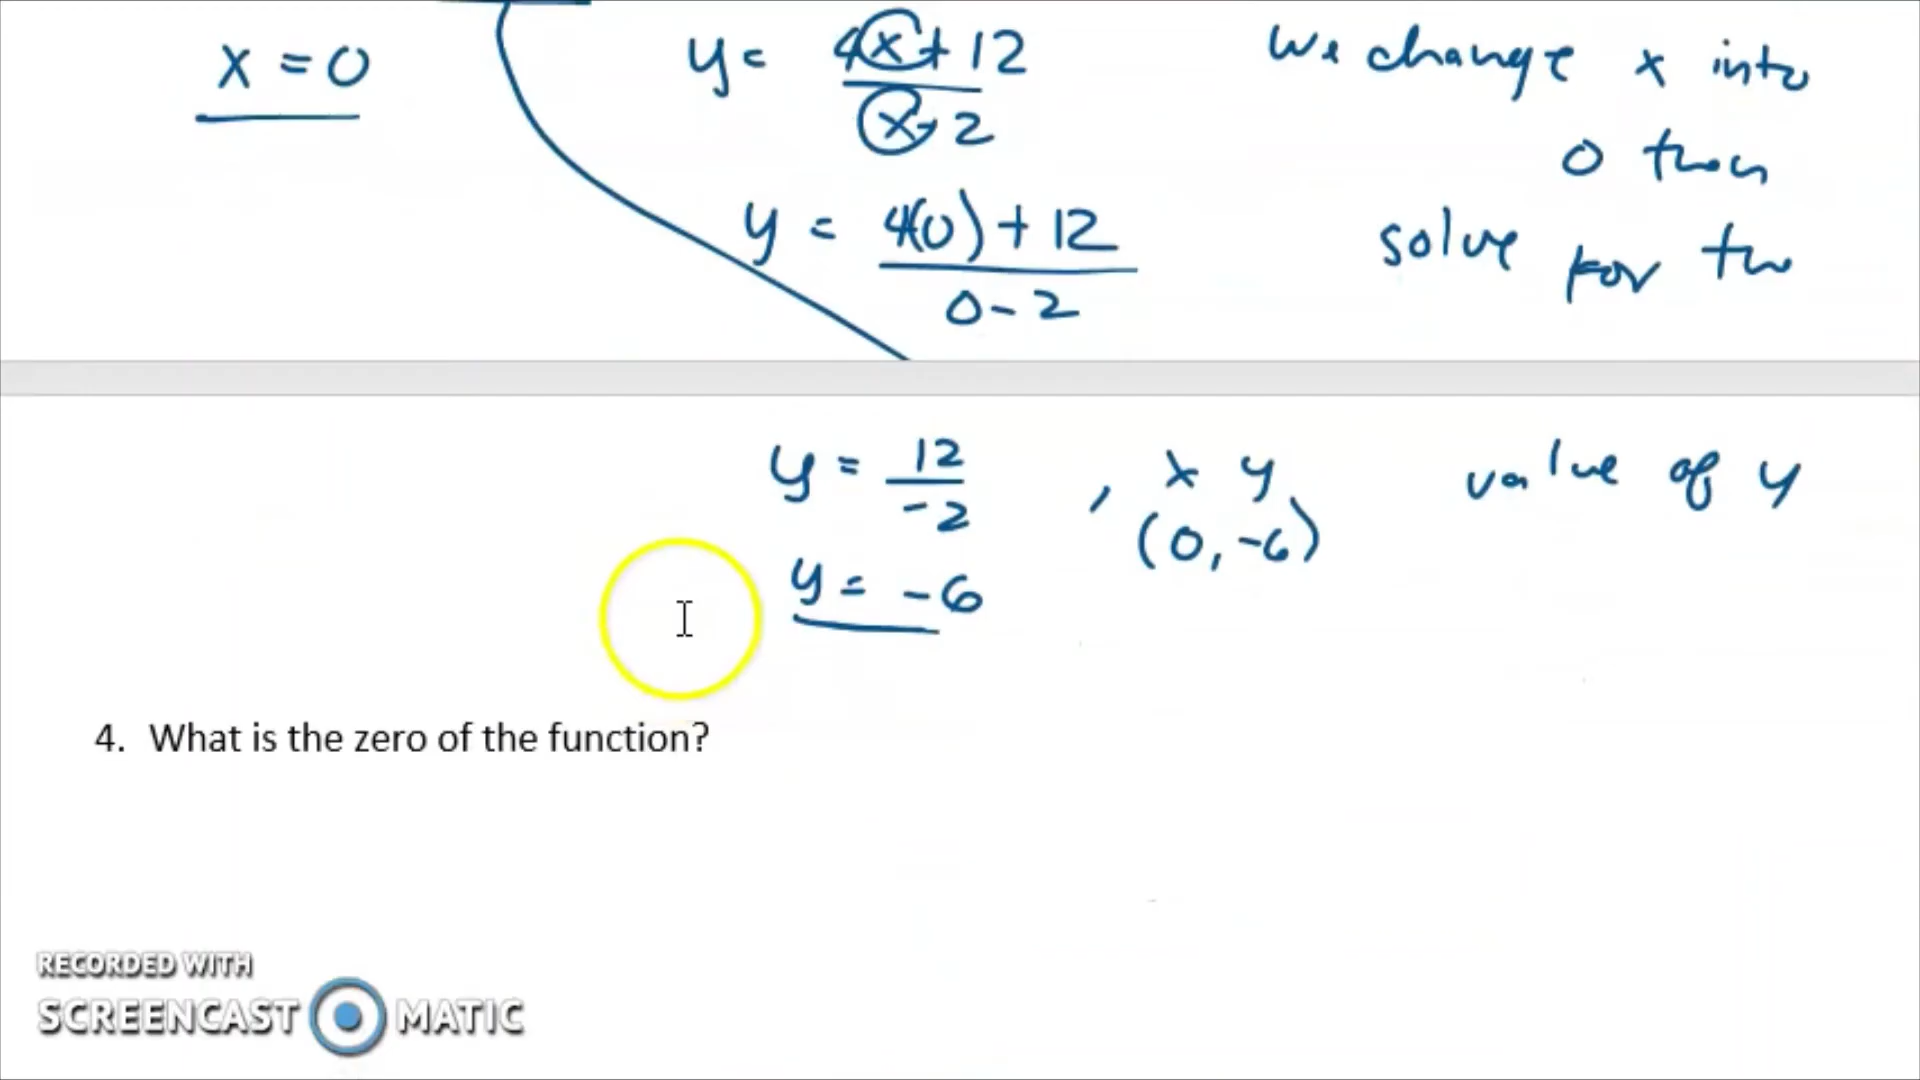 x = 0
y = 4x + 12 / x - 2
we change x into
0 then
y = 4(0) + 12 / 0 - 2
solve for the
y = 12 / -2 , x y
(0, -6)
value of y
y = -6
4. What is the zero of the function?
RECORDED WITH
SCREENCAST MATIC